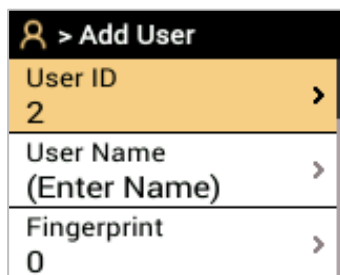 > Add User
User ID
2
User Name
(Enter Name)
Fingerprint
0